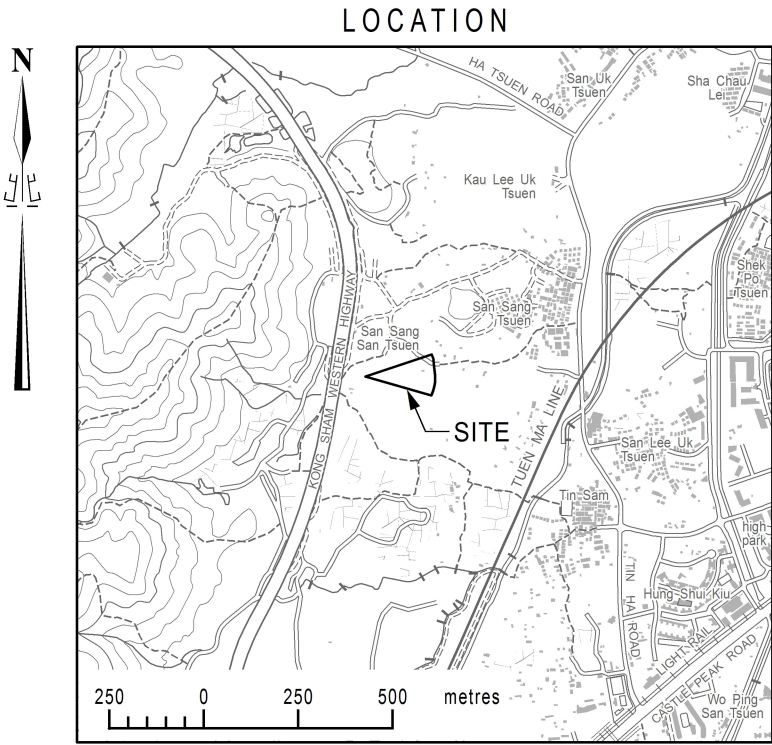 LOCATION
N
HA TSUEN ROAD
San Uk
Tsuen
Sha Chau
Lei
Kau Lee Uk
Tsuen
Shek
Po
Tsuen
KONG SHAM WESTERN HIGHWAY
San Sang
Tsuen
San Sang
San Tsuen
SITE
TUEN MA LINE
San Lee Uk
Tsuen
Tin Sam
high
park
TIN HA ROAD
Hung Shui Kiu
LIGHT RAIL
CASTLE PEAK ROAD
Wo Ping
San Tsuen
250 0 250 500 metres